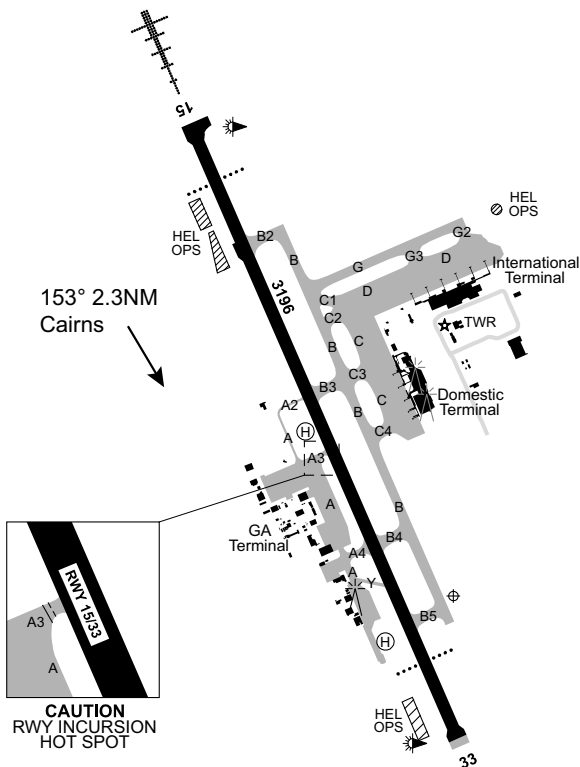 15
HEL
OPS
B2
B
G2
G3
D
G
D
HEL
OPS
International
Terminal
3196
C1
C2
TWR
153° 2.3NM
Cairns
B
C
C3
B3
A2
B
C
Domestic
Terminal
C4
H
A
A3
A
GA
Terminal
B
B4
A4
A
Y
B5
H
RWY 15/33
A3
A
CAUTION
RWY INCURSION
HOT SPOT
HEL
OPS
33